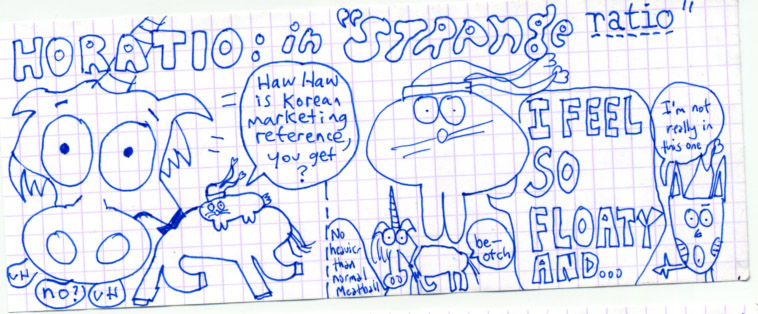 HORATIO: in "STRANGE ratio"
Haw Haw
is Korean
marketing
reference,
you get
?
UH
no?
UH
No
heavier
than
normal
Meatball
be-
otch
I FEEL
SO
FLOATY
AND...
I'm not
really in
this one